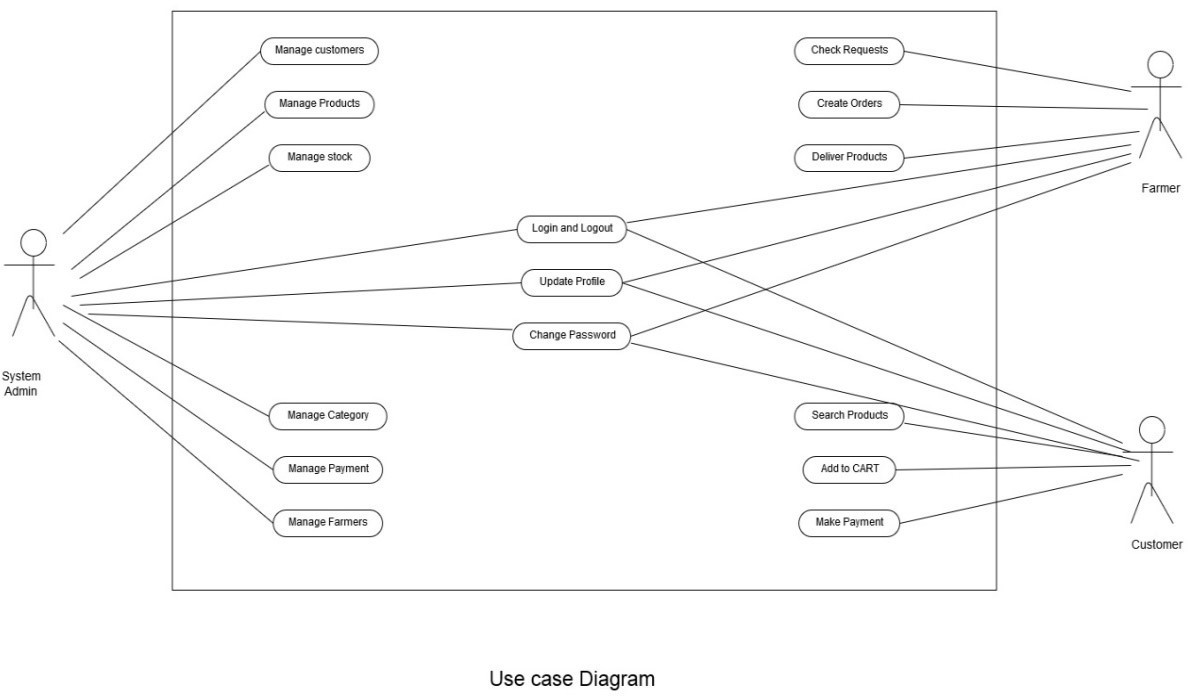 Manage customers
Check Requests
Manage Products
Create Orders
Manage stock
Deliver Products
Farmer
Login and Logout
Update Profile
Change Password
System
Admin
Manage Category
Search Products
Manage Payment
Add to CART
Manage Farmers
Make Payment
Customer
Use case Diagram